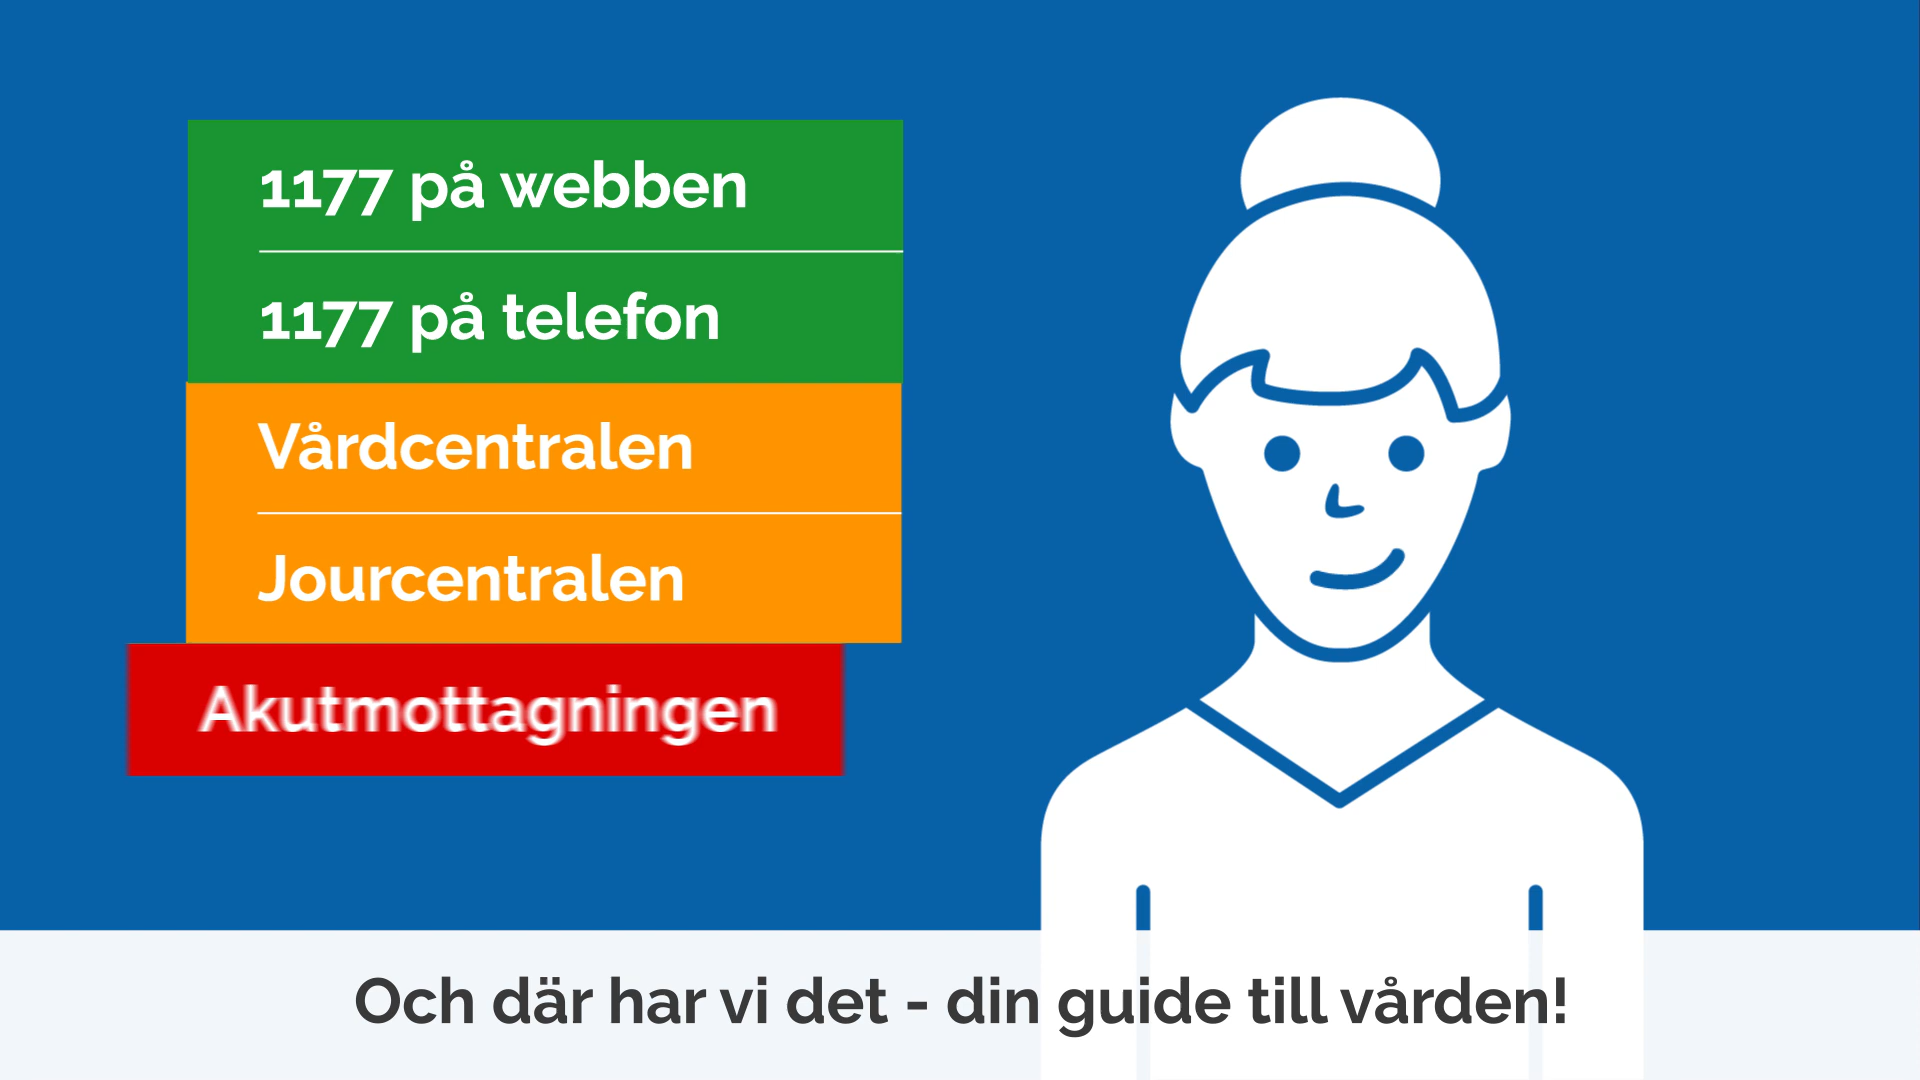 1177 på webben
1177 på telefon
Vårdcentralen
Jourcentralen
Akutmottagningen
Och där har vi det - din guide till vården!